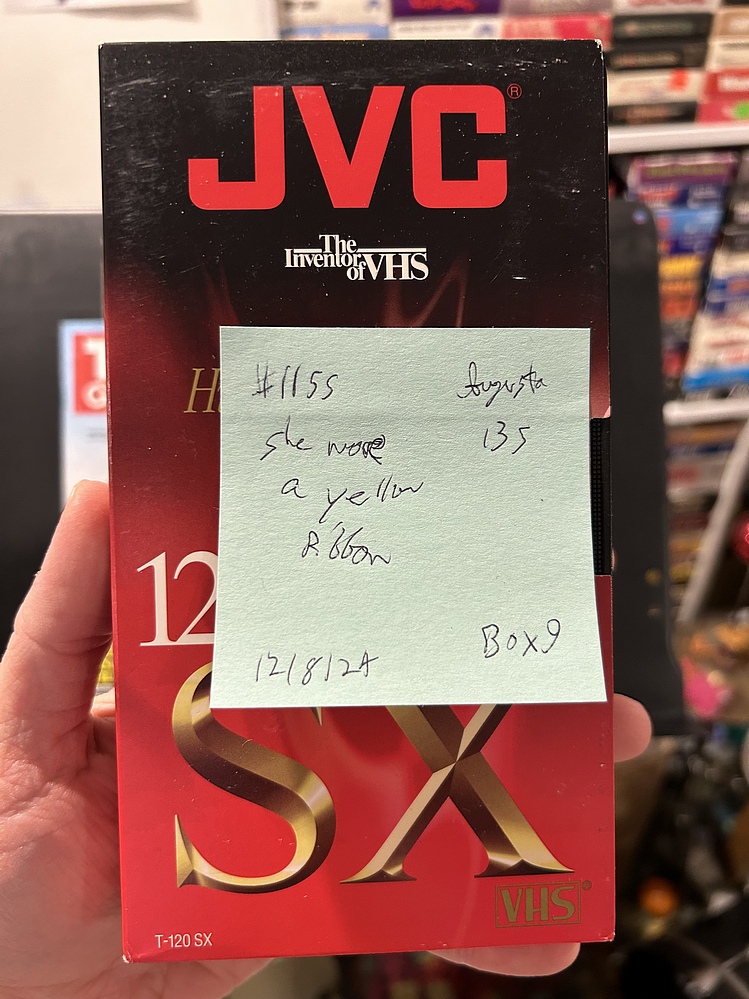 JVC®
The
Inventor
of VHS
H
#1155 Augusta
she wore 135
a yellow
Ribbon
12/8/24 Box 9
12
SX
VHS
T-120 SX